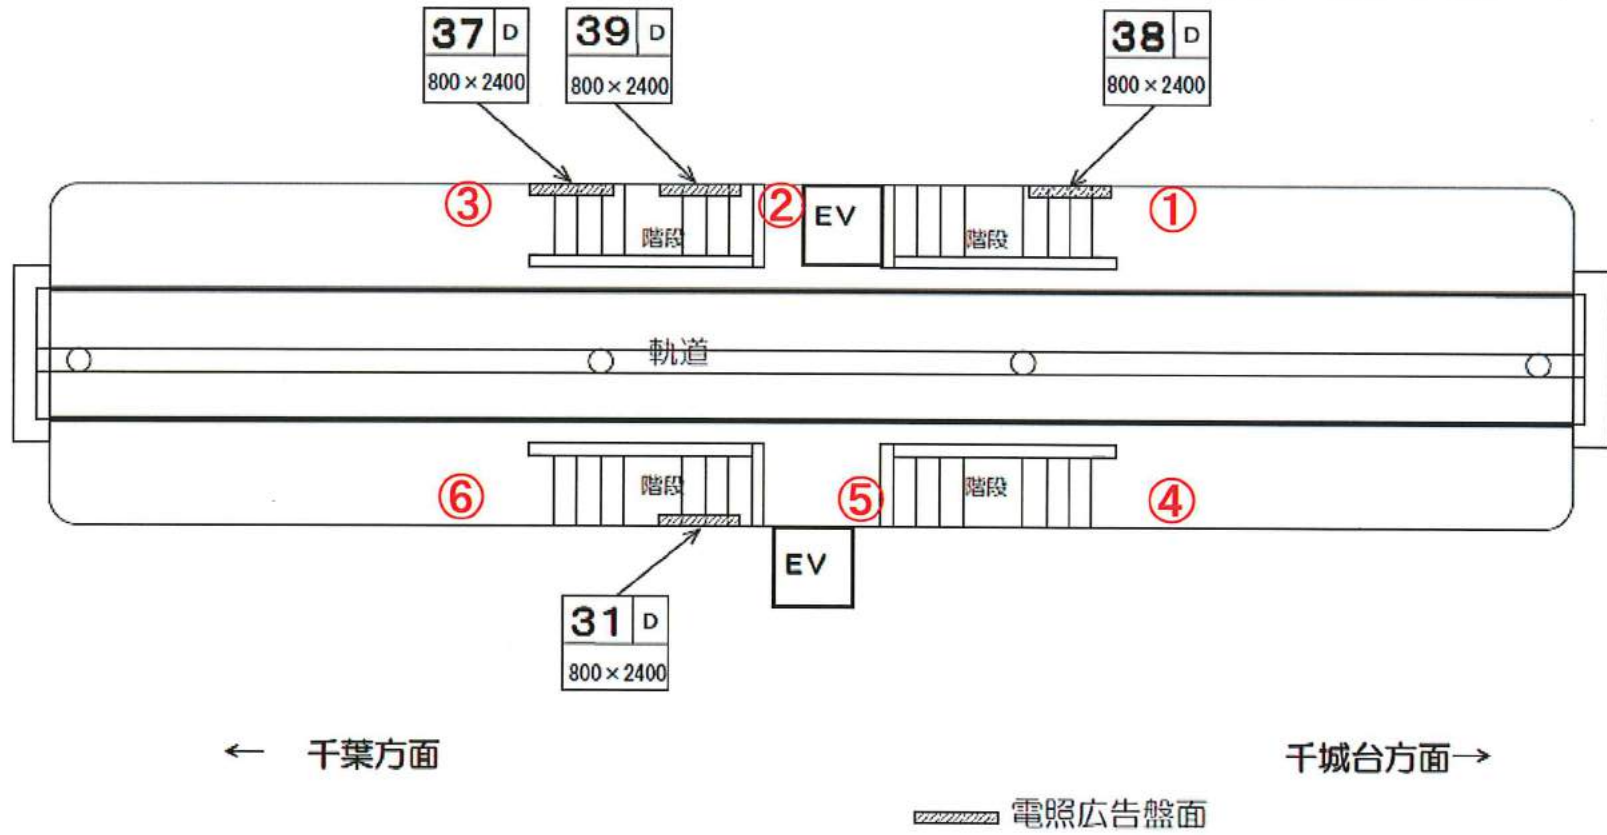 37 D
800×2400
39 D
800×2400
38 D
800×2400
③
②
EV
①
階段
階段
軌道
⑥
階段
⑤
階段
④
EV
31 D
800×2400
← 千葉方面
千城台方面→
電照広告盤面